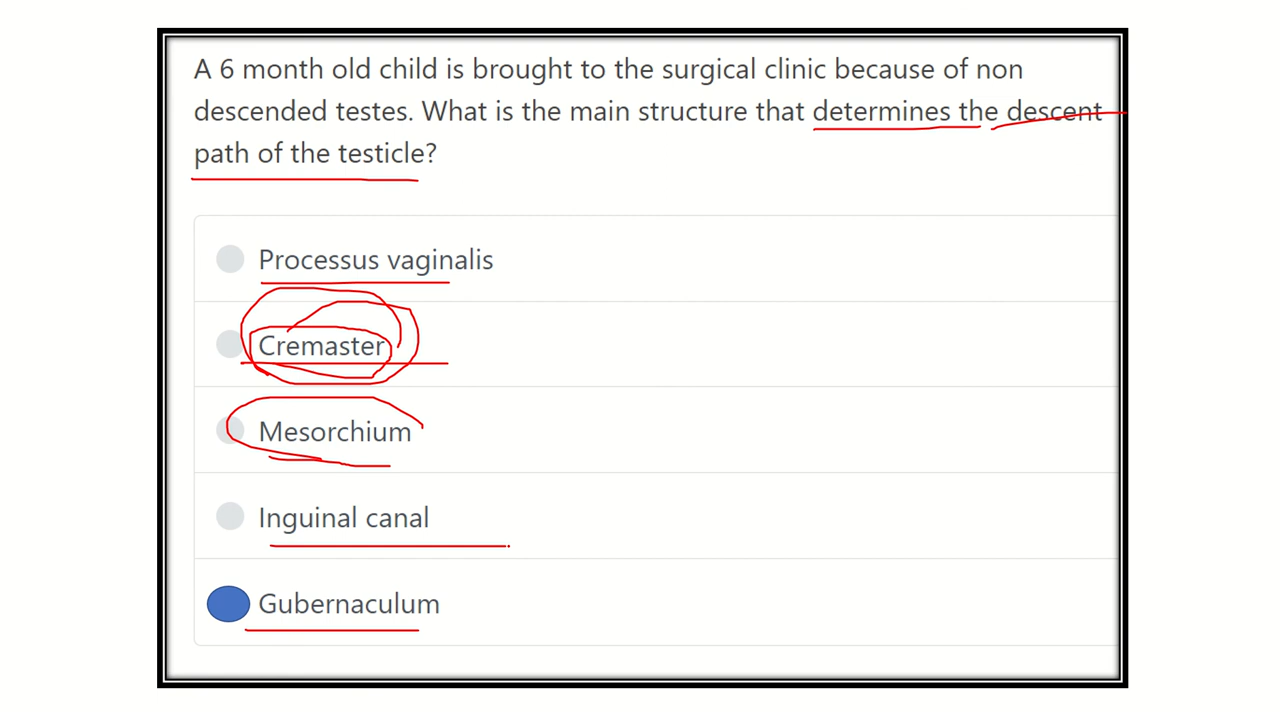 A 6 month old child is brought to the surgical clinic because of non
descended testes. What is the main structure that determines the descent
path of the testicle?
Processus vaginalis
Cremaster
Mesorchium
Inguinal canal
Gubernaculum